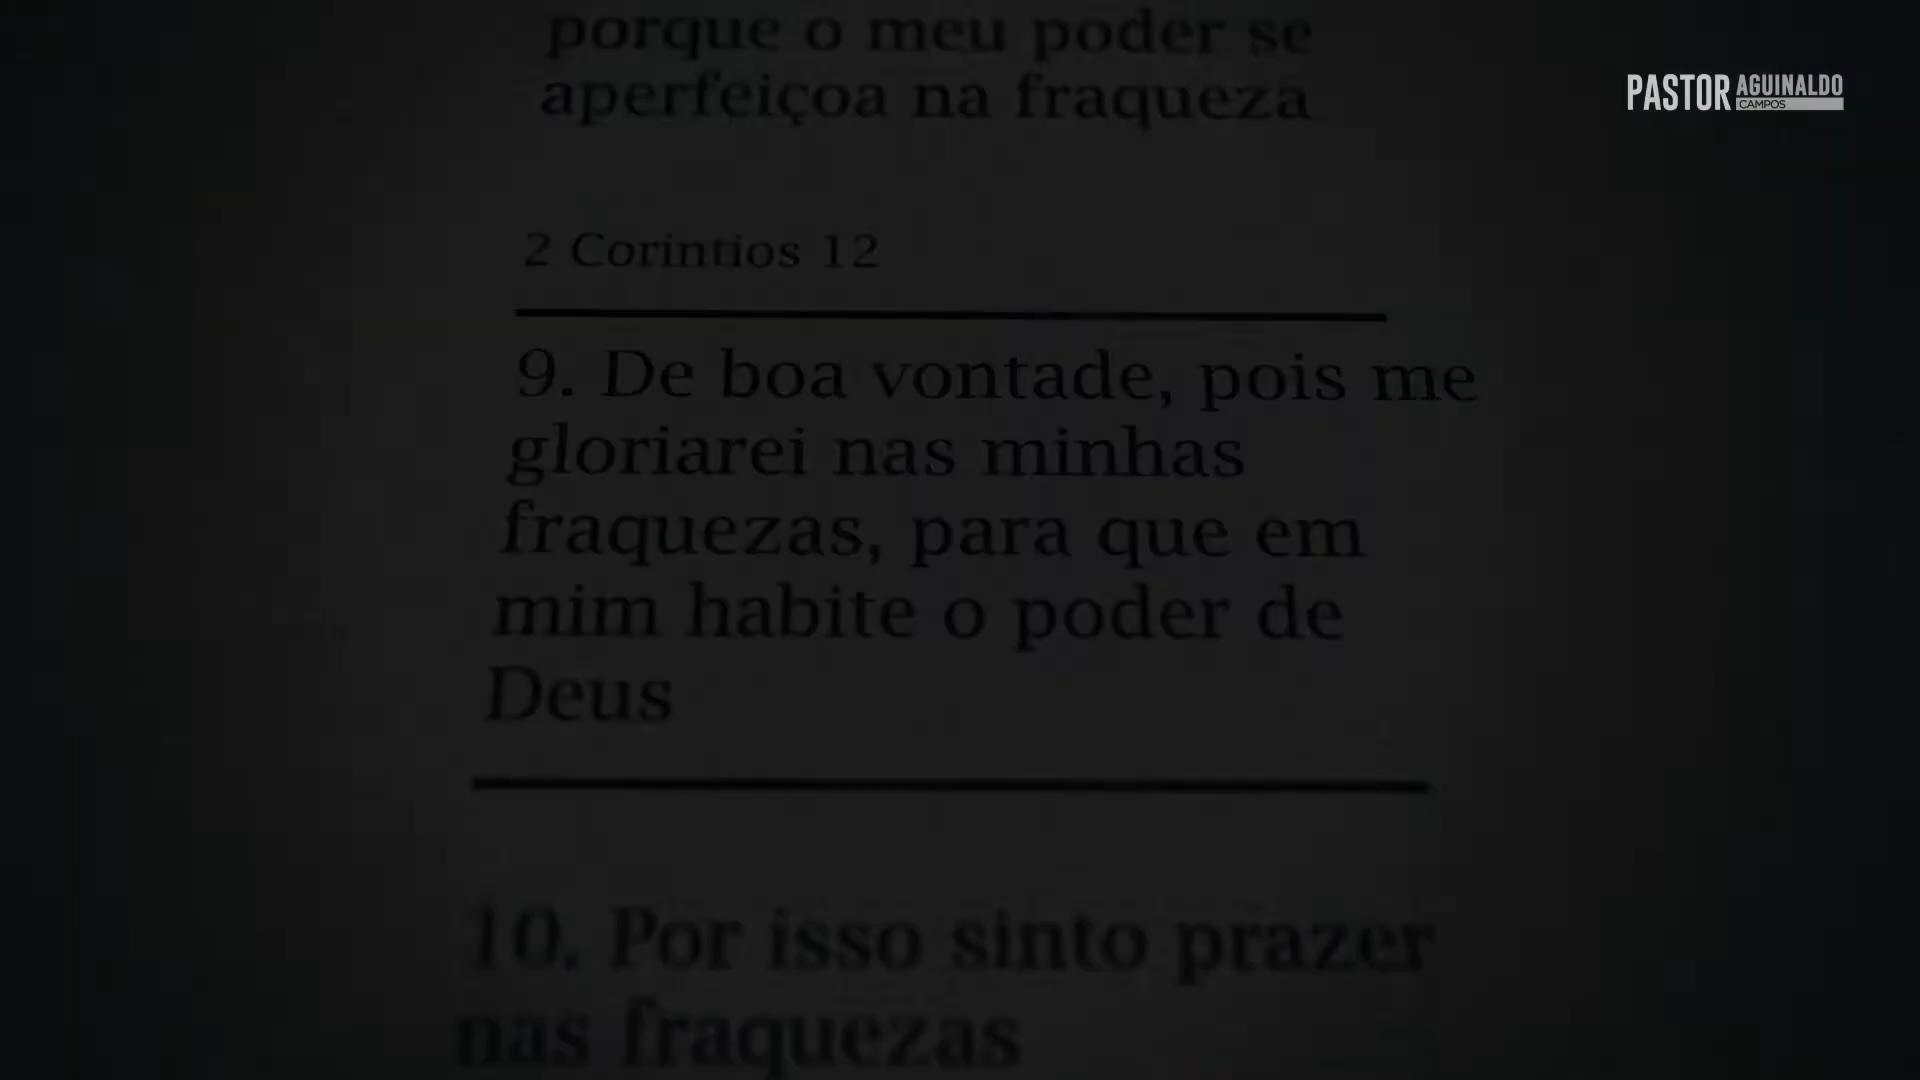 porque o meu poder se
aperfeiçoa na fraqueza
PASTOR AGUINALDO
CAMPOS
2 Coríntios 12
9. De boa vontade, pois me
gloriarei nas minhas
fraquezas, para que em
mim habite o poder de
Deus
10. Por isso sinto prazer
nas fraquezas